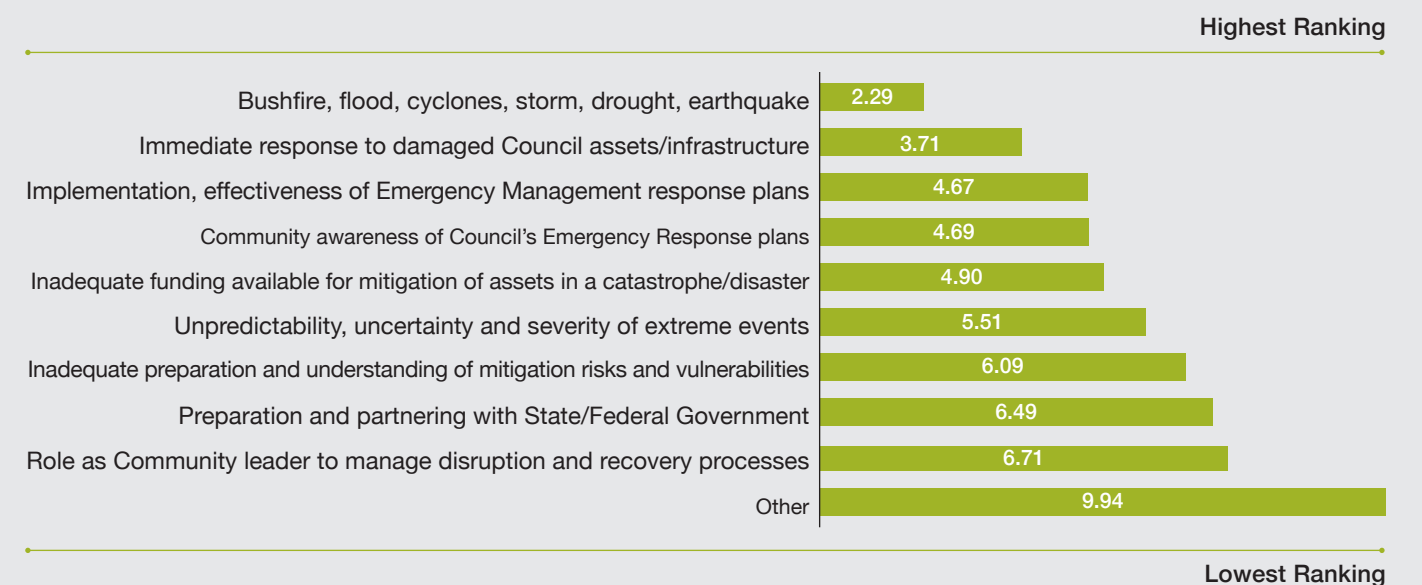 Highest Ranking
Bushfire, flood, cyclones, storm, drought, earthquake 2.29
Immediate response to damaged Council assets/infrastructure 3.71
Implementation, effectiveness of Emergency Management response plans 4.67
Community awareness of Council's Emergency Response plans 4.69
Inadequate funding available for mitigation of assets in a catastrophe/disaster 4.90
Unpredictability, uncertainty and severity of extreme events 5.51
Inadequate preparation and understanding of mitigation risks and vulnerabilities 6.09
Preparation and partnering with State/Federal Government 6.49
Role as Community leader to manage disruption and recovery processes 6.71
Other 9.94
Lowest Ranking